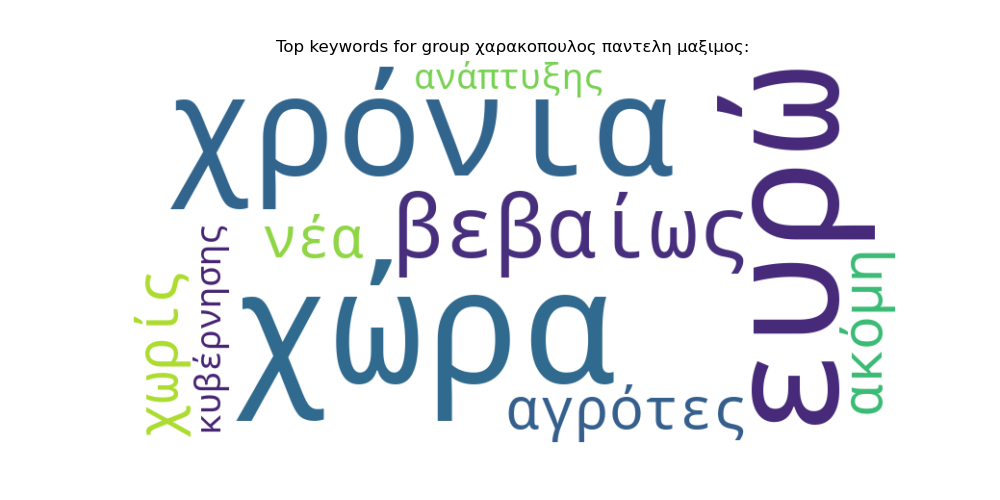 Top keywords for group χαρακοπουλος παντελη μαξιμος:
ανάπτυξης
χρόνια
ευρώ
βεβαίως
νέα
κυβέρνησης
χωρίς
χώρα
ακόμη
αγρότες